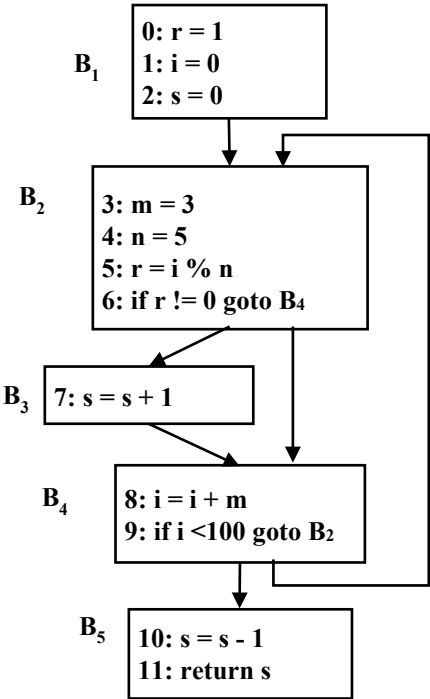 B1
0: r = 1
1: i = 0
2: s = 0
B2
3: m = 3
4: n = 5
5: r = i % n
6: if r != 0 goto B4
B3
7: s = s + 1
B4
8: i = i + m
9: if i <100 goto B2
B5
10: s = s - 1
11: return s